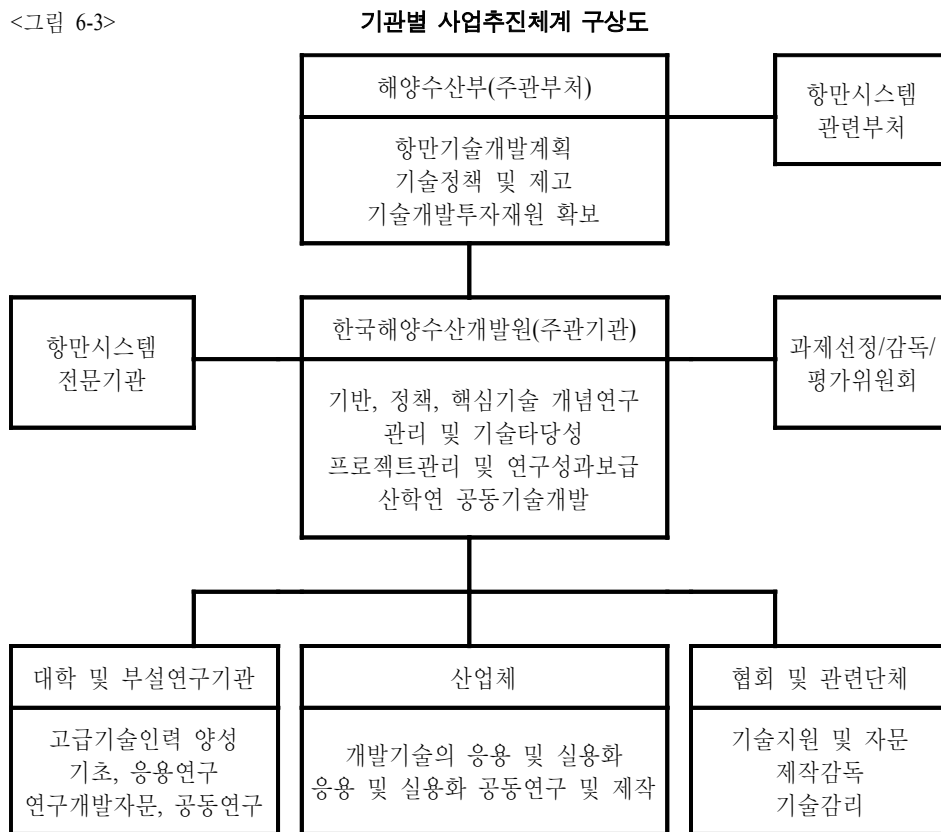 <그림 6-3>
기관별 사업추진체계 구상도
해양수산부(주관부처)
항만기술개발계획
기술정책 및 제고
기술개발투자재원 확보
항만시스템
관련부처
항만시스템
전문기관
한국해양수산개발원(주관기관)
기반, 정책, 핵심기술 개념연구
관리 및 기술타당성
프로젝트관리 및 연구성과보급
산학연 공동기술개발
과제선정/감독/
평가위원회
대학 및 부설연구기관
고급기술인력 양성
기초, 응용연구
연구개발자문, 공동연구
산업체
개발기술의 응용 및 실용화
응용 및 실용화 공동연구 및 제작
협회 및 관련단체
기술지원 및 자문
제작감독
기술감리